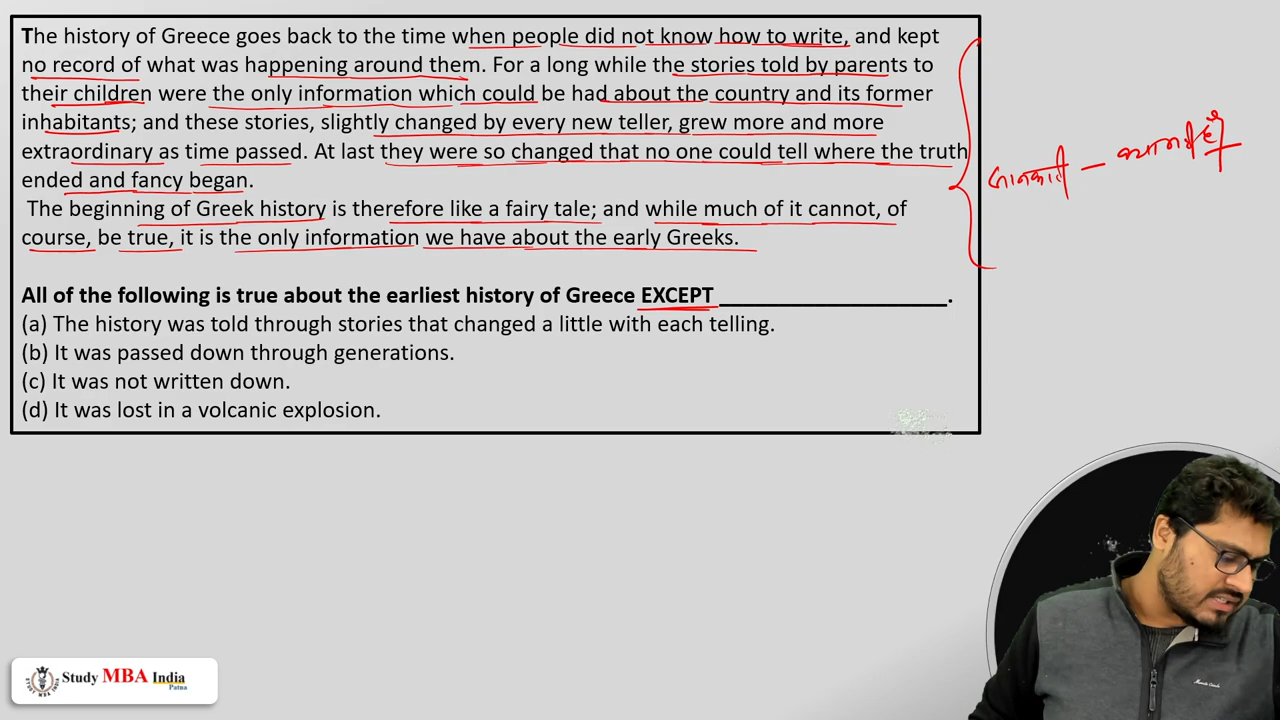 The history of Greece goes back to the time when people did not know how to write, and kept
no record of what was happening around them. For a long while the stories told by parents to
their children were the only information which could be had about the country and its former
inhabitants; and these stories, slightly changed by every new teller, grew more and more
extraordinary as time passed. At last they were so changed that no one could tell where the truth
ended and fancy began.
The beginning of Greek history is therefore like a fairy tale; and while much of it cannot, of
course, be true, it is the only information we have about the early Greeks.
All of the following is true about the earliest history of Greece EXCEPT ______________________.
(a) The history was told through stories that changed a little with each telling.
(b) It was passed down through generations.
(c) It was not written down.
(d) It was lost in a volcanic explosion.
जानकारी –
Study MBA India
Patna